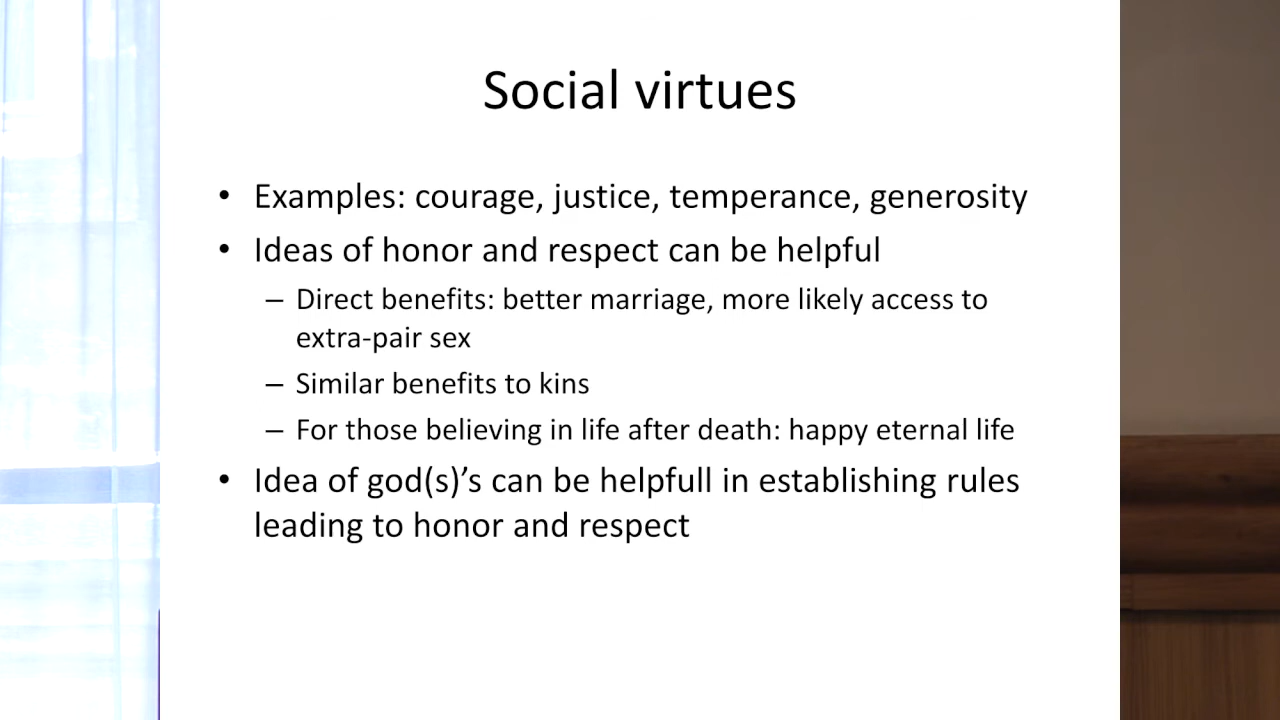 Social virtues
• Examples: courage, justice, temperance, generosity
• Ideas of honor and respect can be helpful
– Direct benefits: better marriage, more likely access to
extra-pair sex
– Similar benefits to kins
– For those believing in life after death: happy eternal life
• Idea of god(s)’s can be helpfull in establishing rules
leading to honor and respect